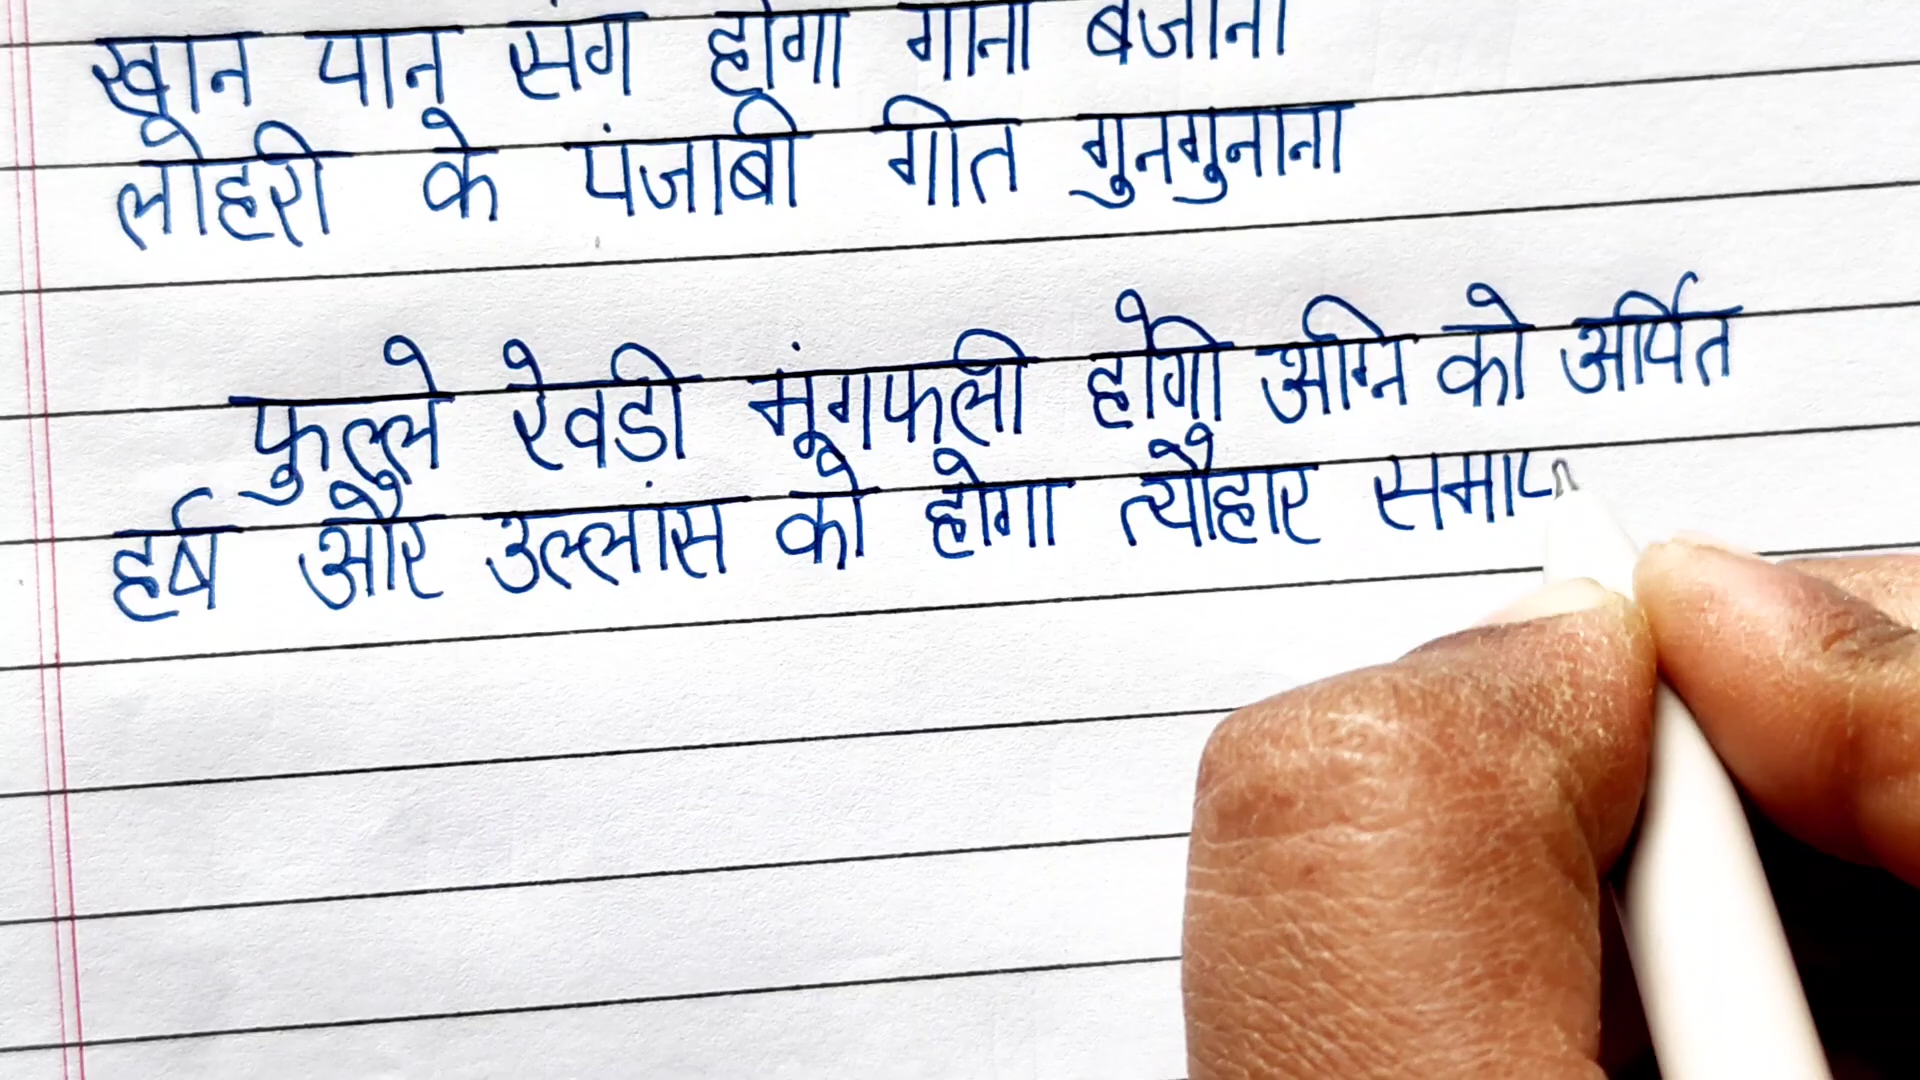 खान पान संग होगा गाना बजाना
लोहरी के पंजाबी गीत गुनगुनाना
फुल्ले रेवडी मूंगफली होगी अग्नि को अर्पित
हर्ष और उल्लांस को होगा त्यौहार